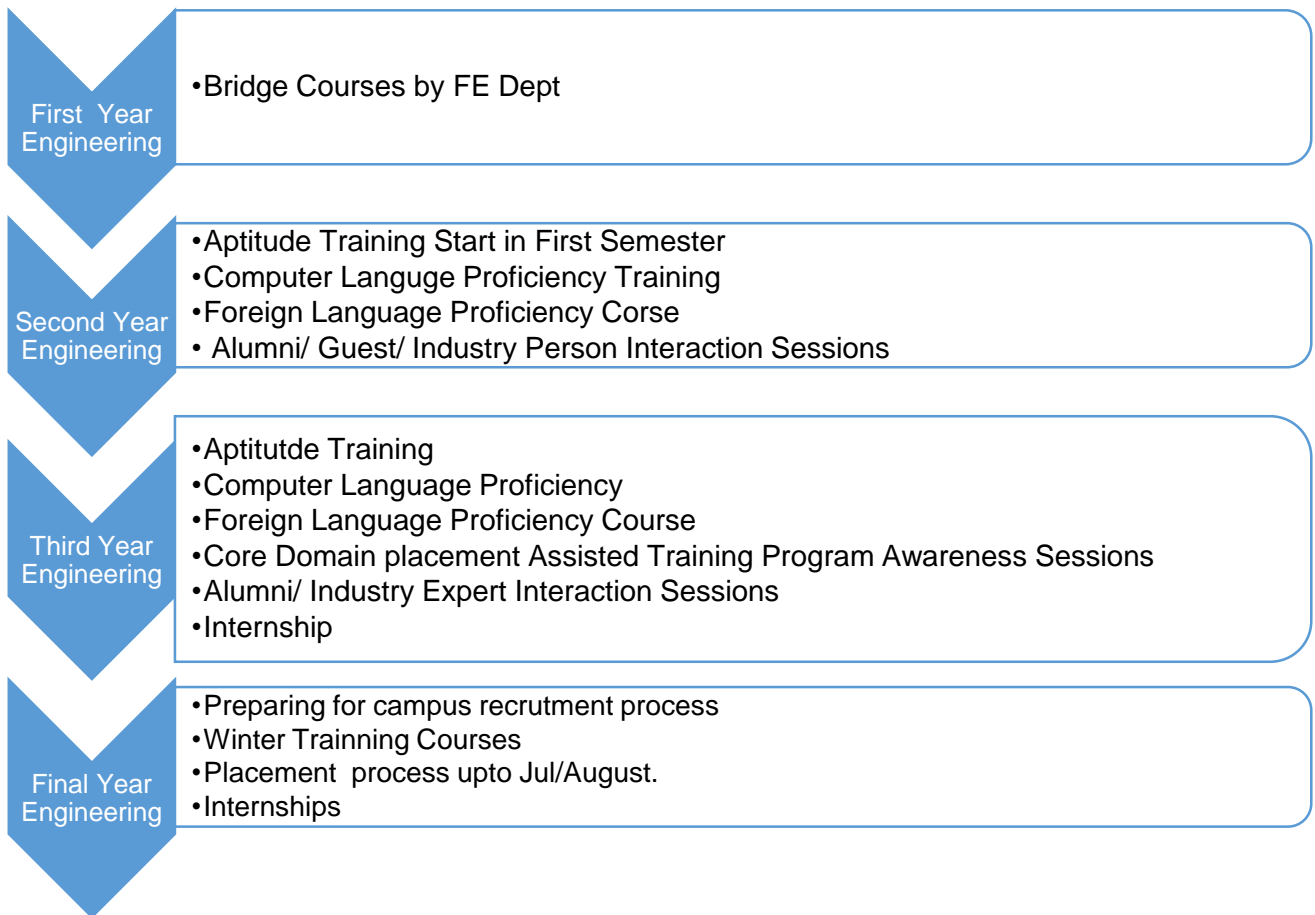 First Year
Engineering
•Bridge Courses by FE Dept
Second Year
Engineering
•Aptitude Training Start in First Semester
•Computer Languge Proficiency Training
•Foreign Language Proficiency Corse
• Alumni/ Guest/ Industry Person Interaction Sessions
Third Year
Engineering
•Aptitutde Training
•Computer Language Proficiency
•Foreign Language Proficiency Course
•Core Domain placement Assisted Training Program Awareness Sessions
•Alumni/ Industry Expert Interaction Sessions
•Internship
Final Year
Engineering
•Preparing for campus recrutment process
•Winter Trainning Courses
•Placement process upto Jul/August.
•Internships